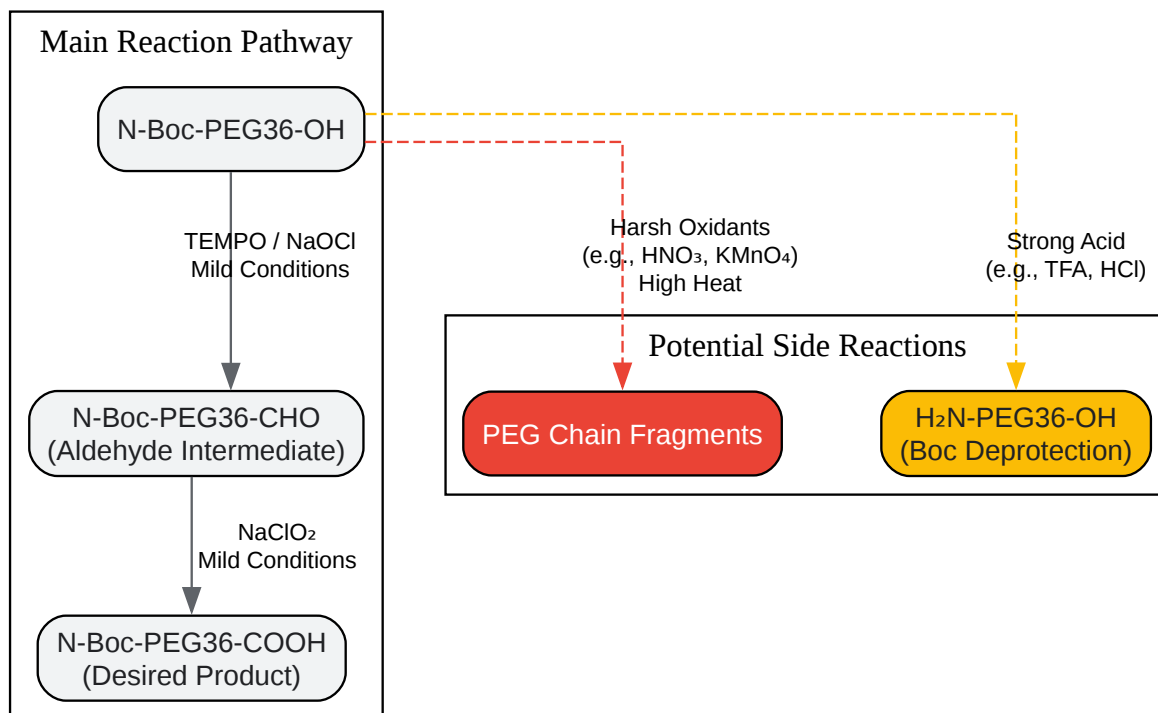 Main Reaction Pathway
N-Boc-PEG36-OH
TEMPO / NaOCl
Mild Conditions
N-Boc-PEG36-CHO
(Aldehyde Intermediate)
NaClO₂
Mild Conditions
N-Boc-PEG36-COOH
(Desired Product)
Harsh Oxidants
(e.g., HNO₃, KMnO₄)
High Heat
Strong Acid
(e.g., TFA, HCl)
Potential Side Reactions
PEG Chain Fragments
H₂N-PEG36-OH
(Boc Deprotection)